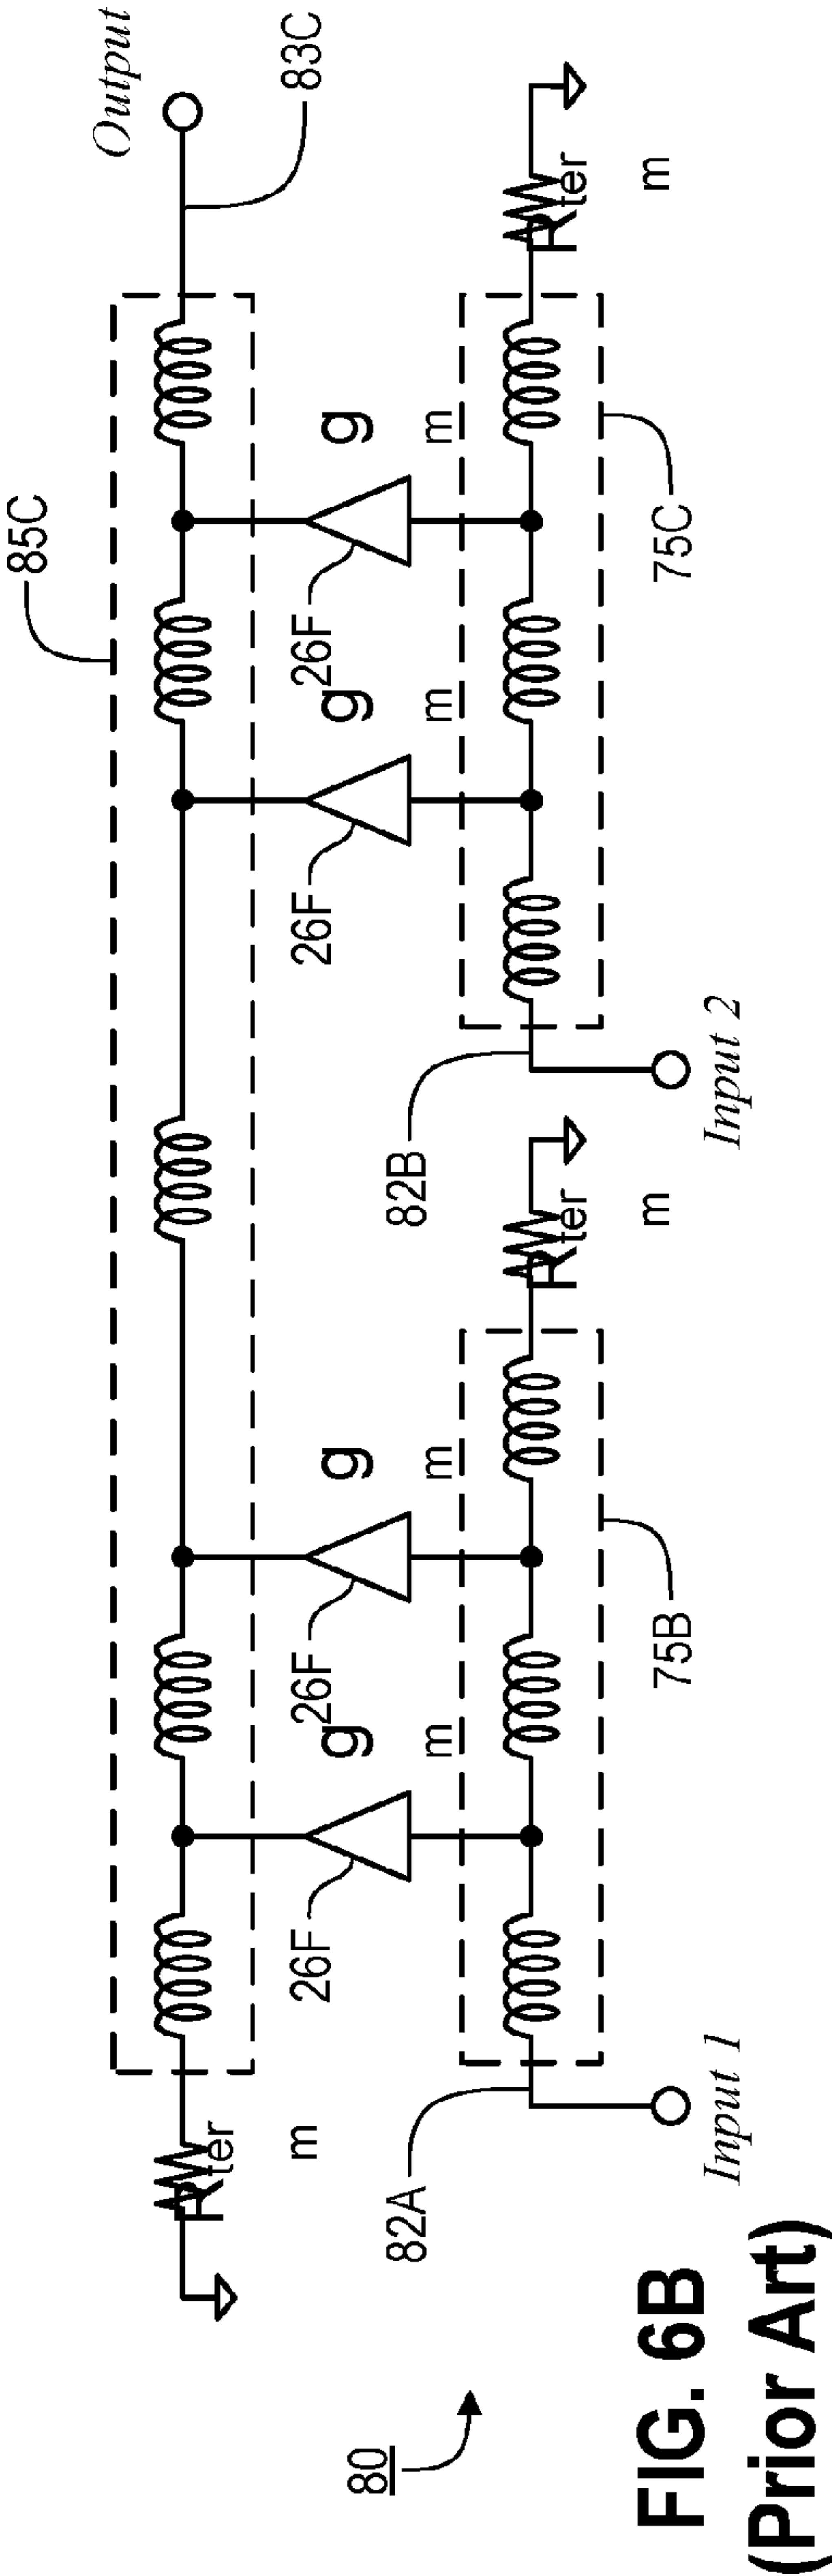 85C
Output
83C
R
ter
m
26F
26F
26F
26F
g
m
g
m
g
m
g
m
80
82A
82B
R
ter
m
R
ter
m
75B
75C
Input 1
Input 2
FIG. 6B
(Prior Art)